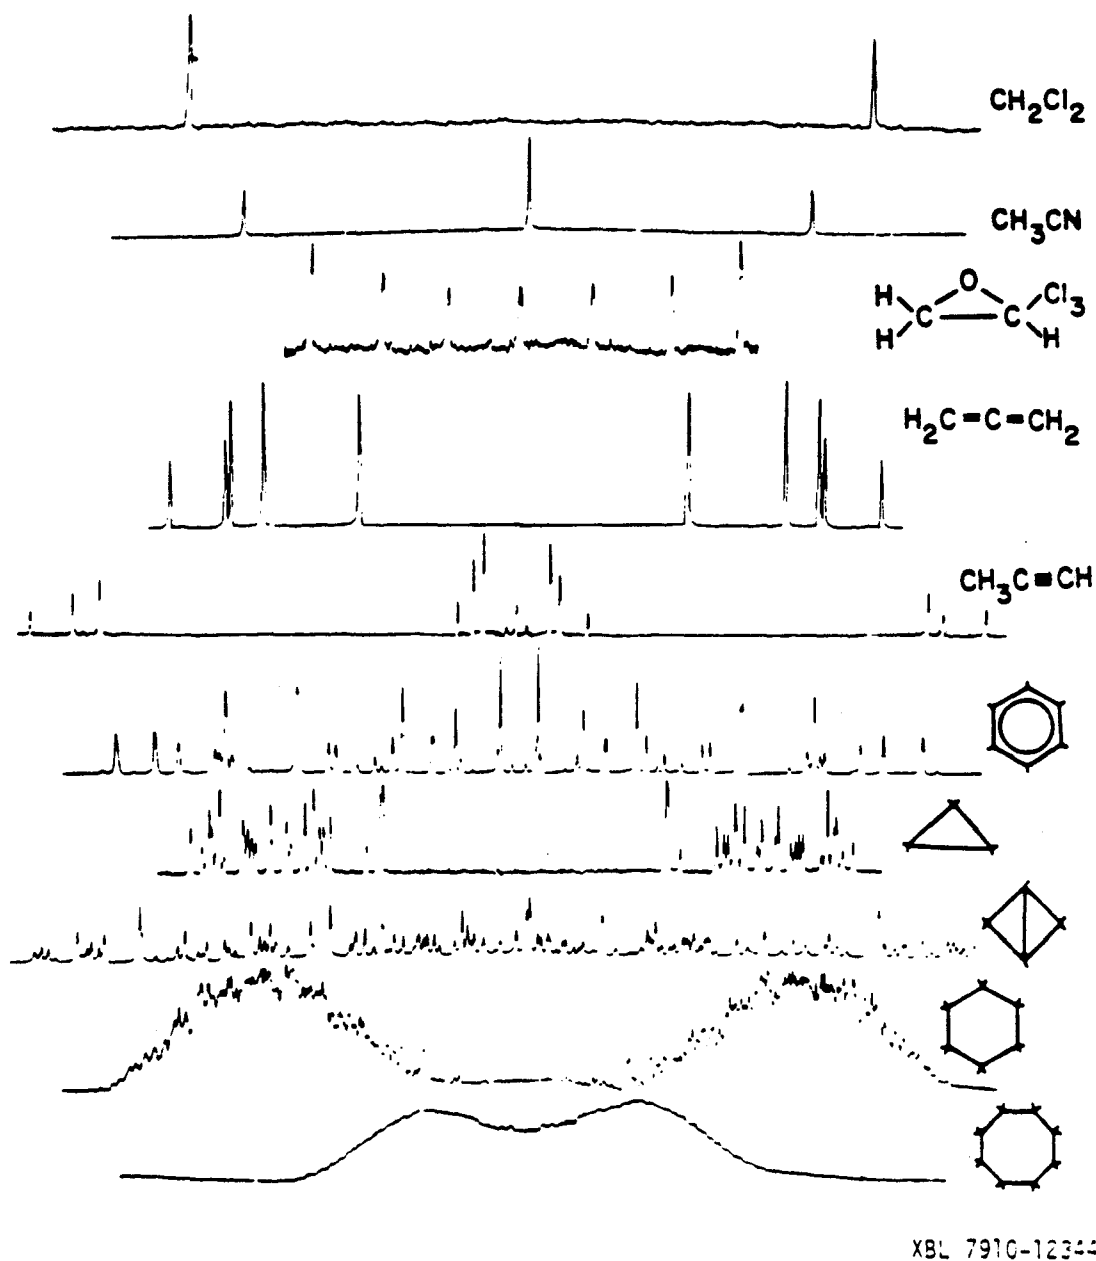 CH₂Cl₂
CH₃CN
O
H C C Cl₃
H H
H₂C=C=CH₂
CH₃C≡CH
XBL 7910-12344